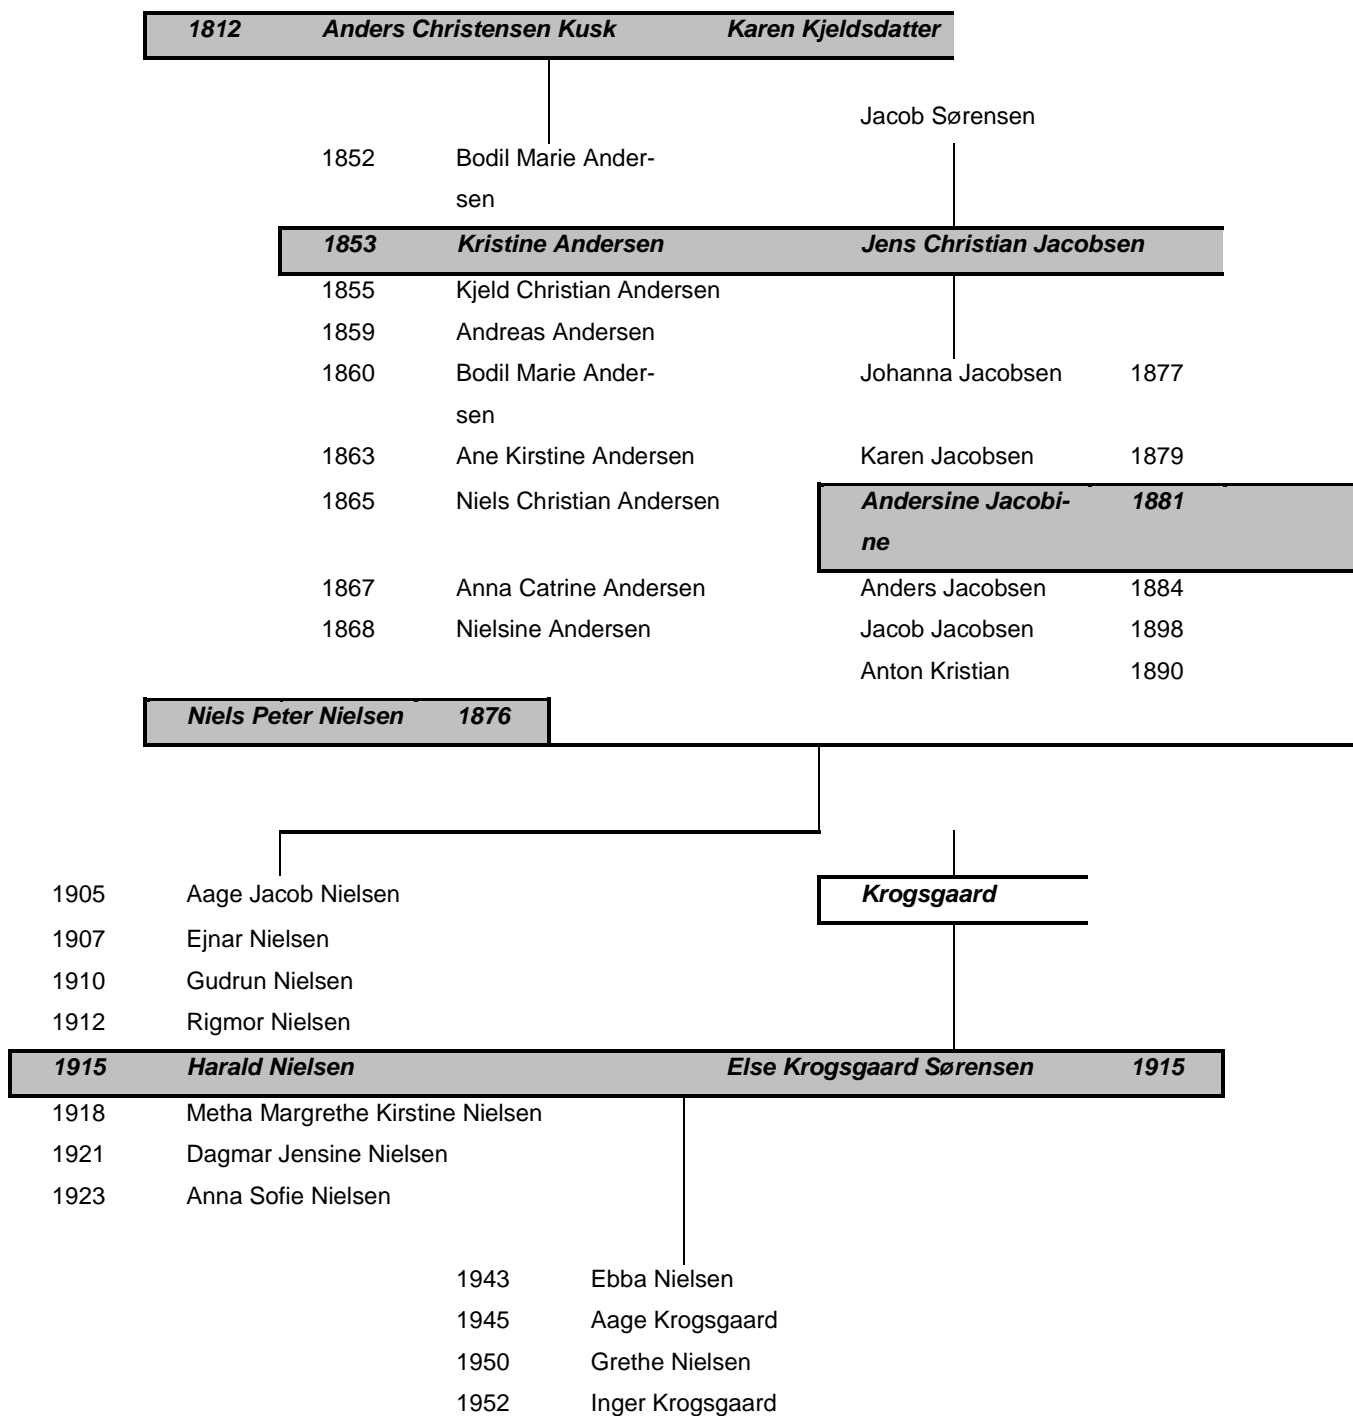 1812 Anders Christensen Kusk Karen Kjeldsdatter
Jacob Sørensen
1852 Bodil Marie Ander-
sen
1853 Kristine Andersen Jens Christian Jacobsen
1855 Kjeld Christian Andersen
1859 Andreas Andersen
1860 Bodil Marie Ander- Johanna Jacobsen 1877
sen
1863 Ane Kirstine Andersen Karen Jacobsen 1879
1865 Niels Christian Andersen Andersine Jacobi- 1881
ne
1867 Anna Catrine Andersen Anders Jacobsen 1884
1868 Nielsine Andersen Jacob Jacobsen 1898
Anton Kristian 1890
Niels Peter Nielsen 1876
1905 Aage Jacob Nielsen Krogsgaard
1907 Ejnar Nielsen
1910 Gudrun Nielsen
1912 Rigmor Nielsen
1915 Harald Nielsen Else Krogsgaard Sørensen 1915
1918 Metha Margrethe Kirstine Nielsen
1921 Dagmar Jensine Nielsen
1923 Anna Sofie Nielsen
1943 Ebba Nielsen
1945 Aage Krogsgaard
1950 Grethe Nielsen
1952 Inger Krogsgaard